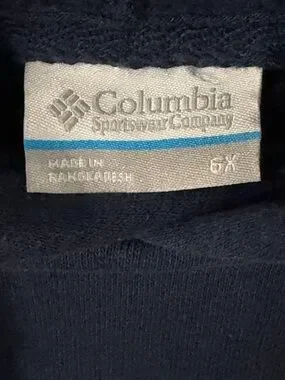 Columbia
Sportswear Company
MADE IN
BANGLADESH
6X